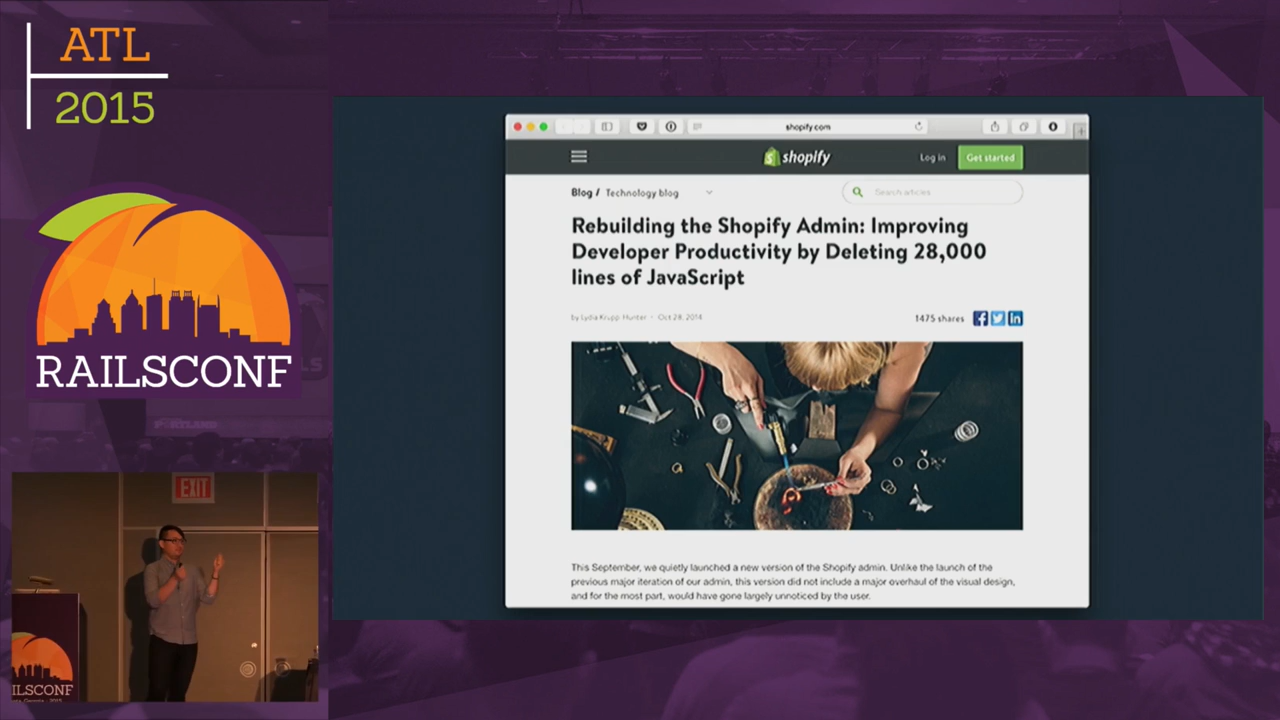 ATL
2015
RAILSCONF
EXIT
shopify.com
shopify
Log in
Get started
Blog / Technology blog
Search articles
Rebuilding the Shopify Admin: Improving
Developer Productivity by Deleting 28,000
lines of JavaScript
by Lydia Krupp Hunter • Oct 28, 2014
1475 shares
This September, we quietly launched a new version of the Shopify admin. Unlike the launch of the
previous major iteration of our admin, this version did not include a major overhaul of the visual design,
and for the most part, would have gone largely unnoticed by the user.
PORTLAND
ILSCONF